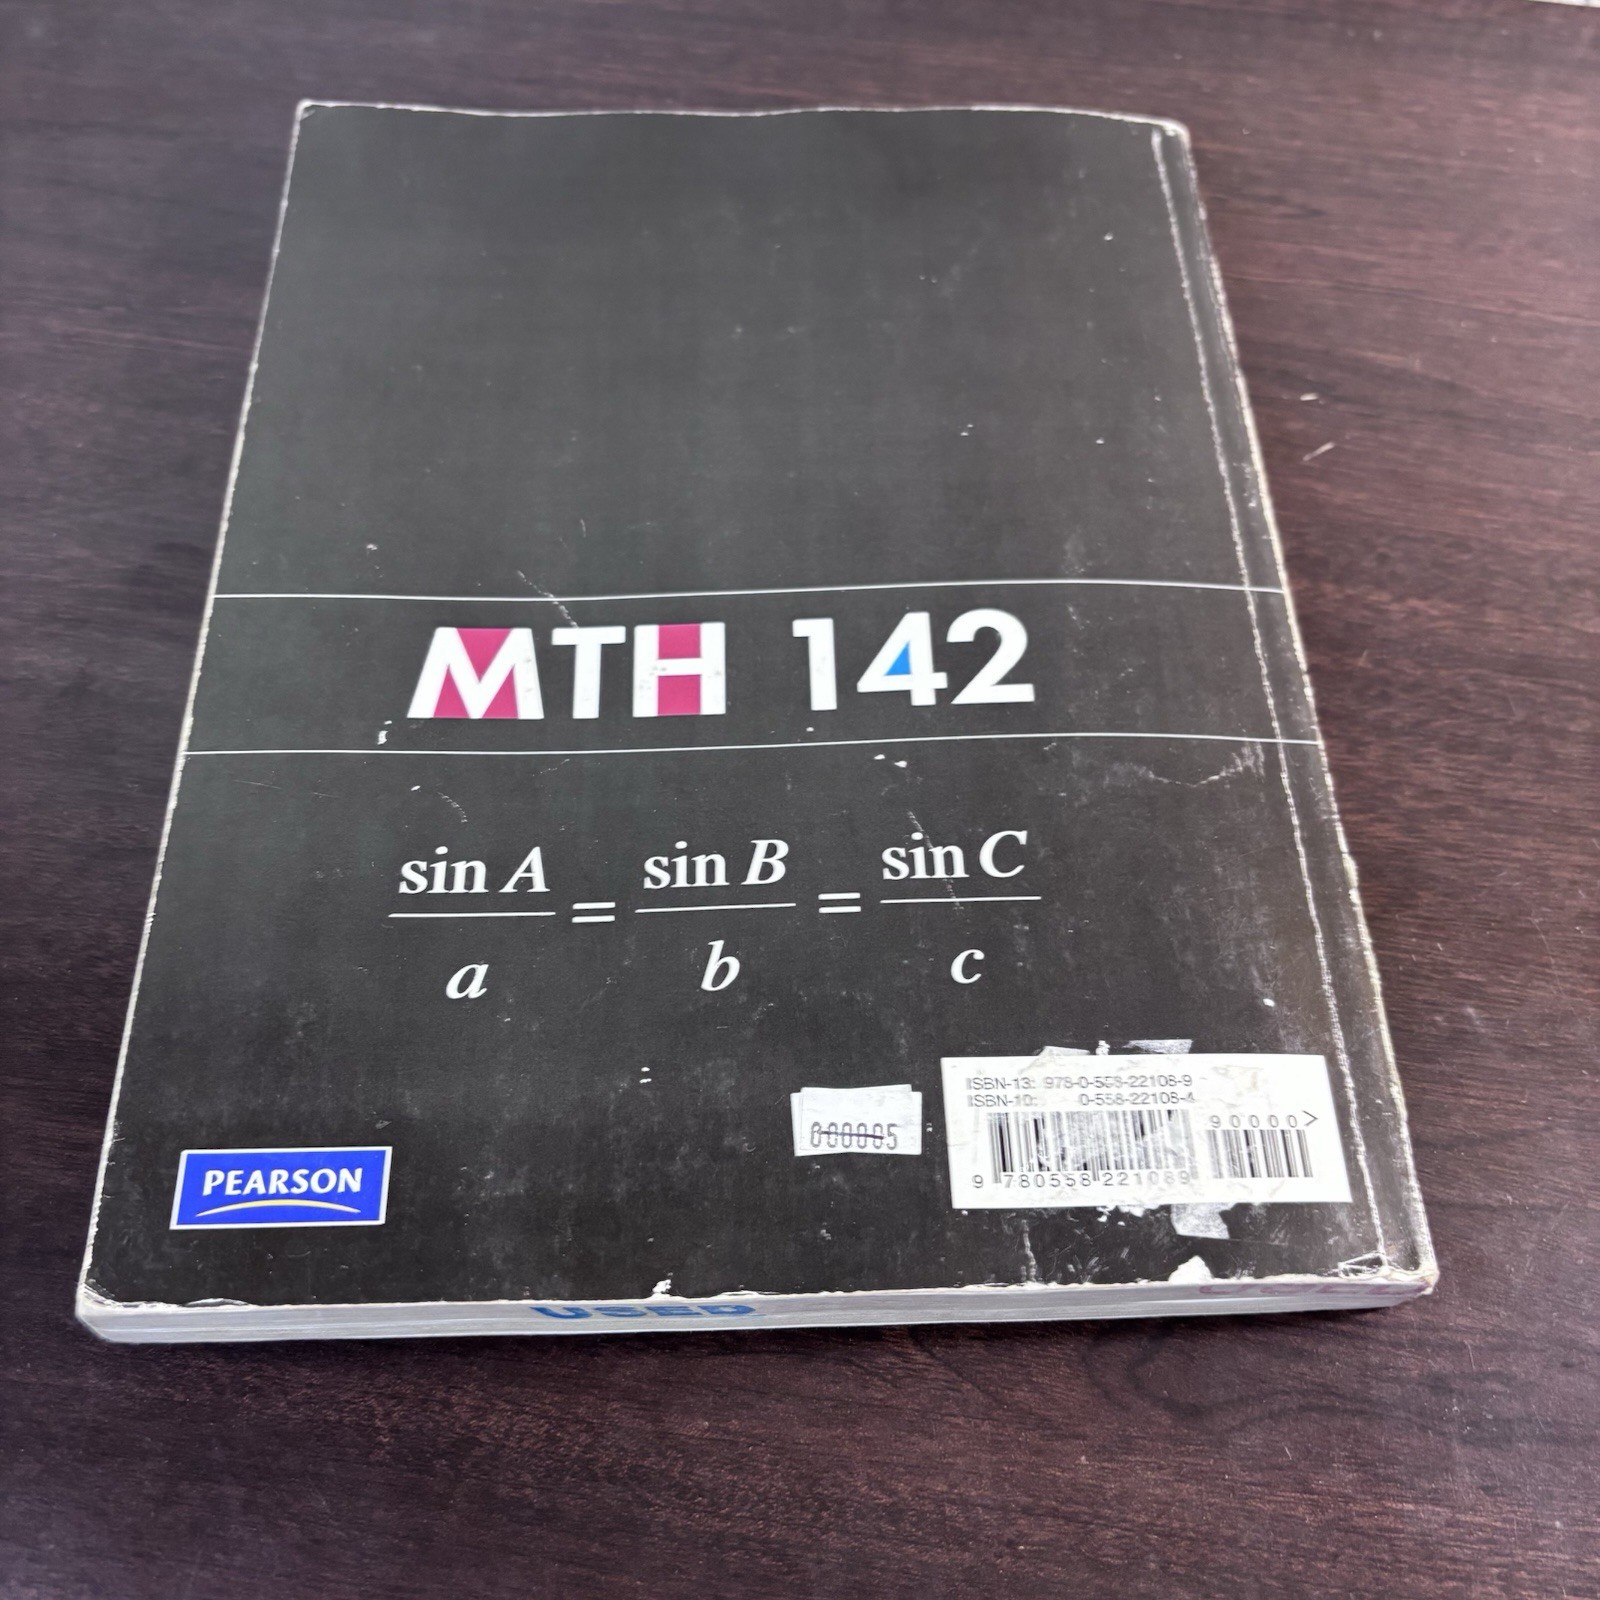 MTH 142
sin A / a = sin B / b = sin C / c
ISBN-13: 978-0-558-22108-9
ISBN-10: 0-558-22108-4
90000>
9 780558 221089
000005
PEARSON
USED